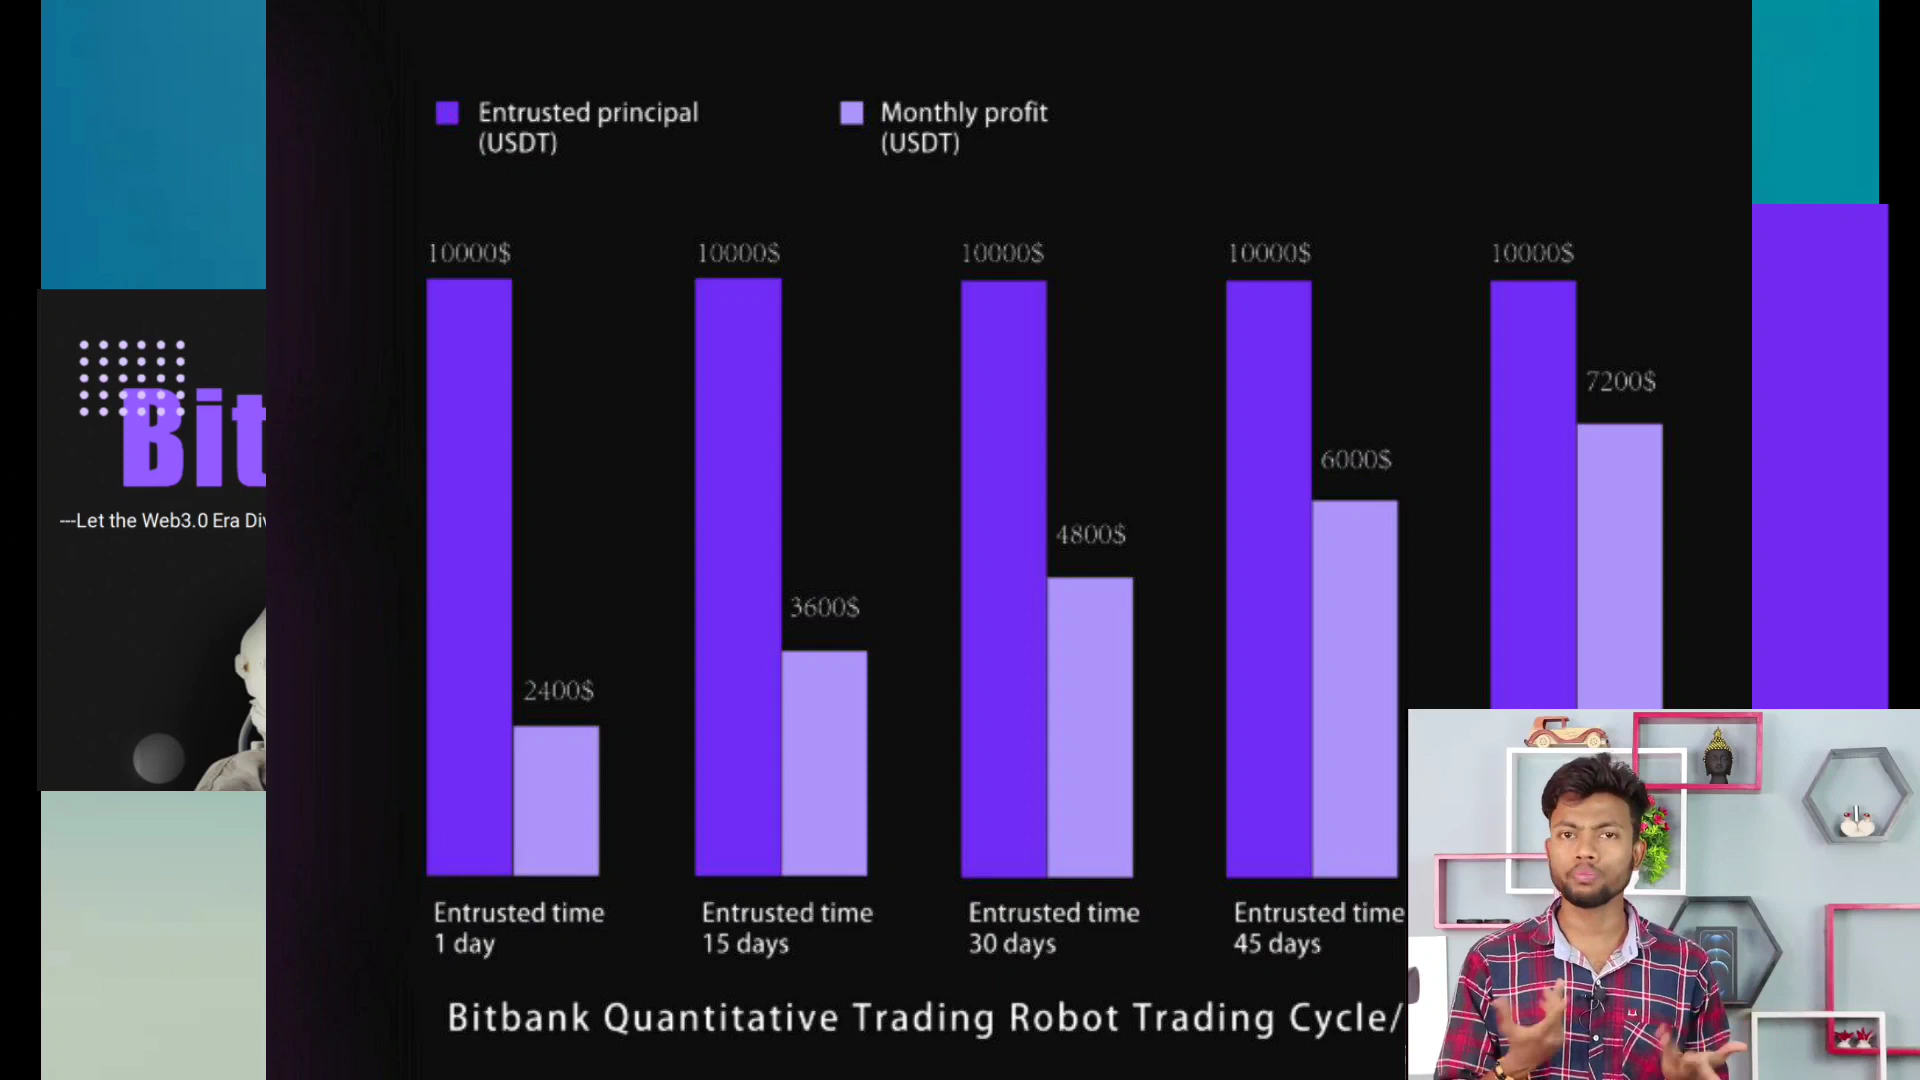 Entrusted principal
(USDT)
Monthly profit
(USDT)
10000$
10000$
10000$
10000$
10000$
7200$
6000$
4800$
3600$
2400$
Bit
---Let the Web3.0 Era Div
Entrusted time
1 day
Entrusted time
15 days
Entrusted time
30 days
Entrusted time
45 days
Bitbank Quantitative Trading Robot Trading Cycle/